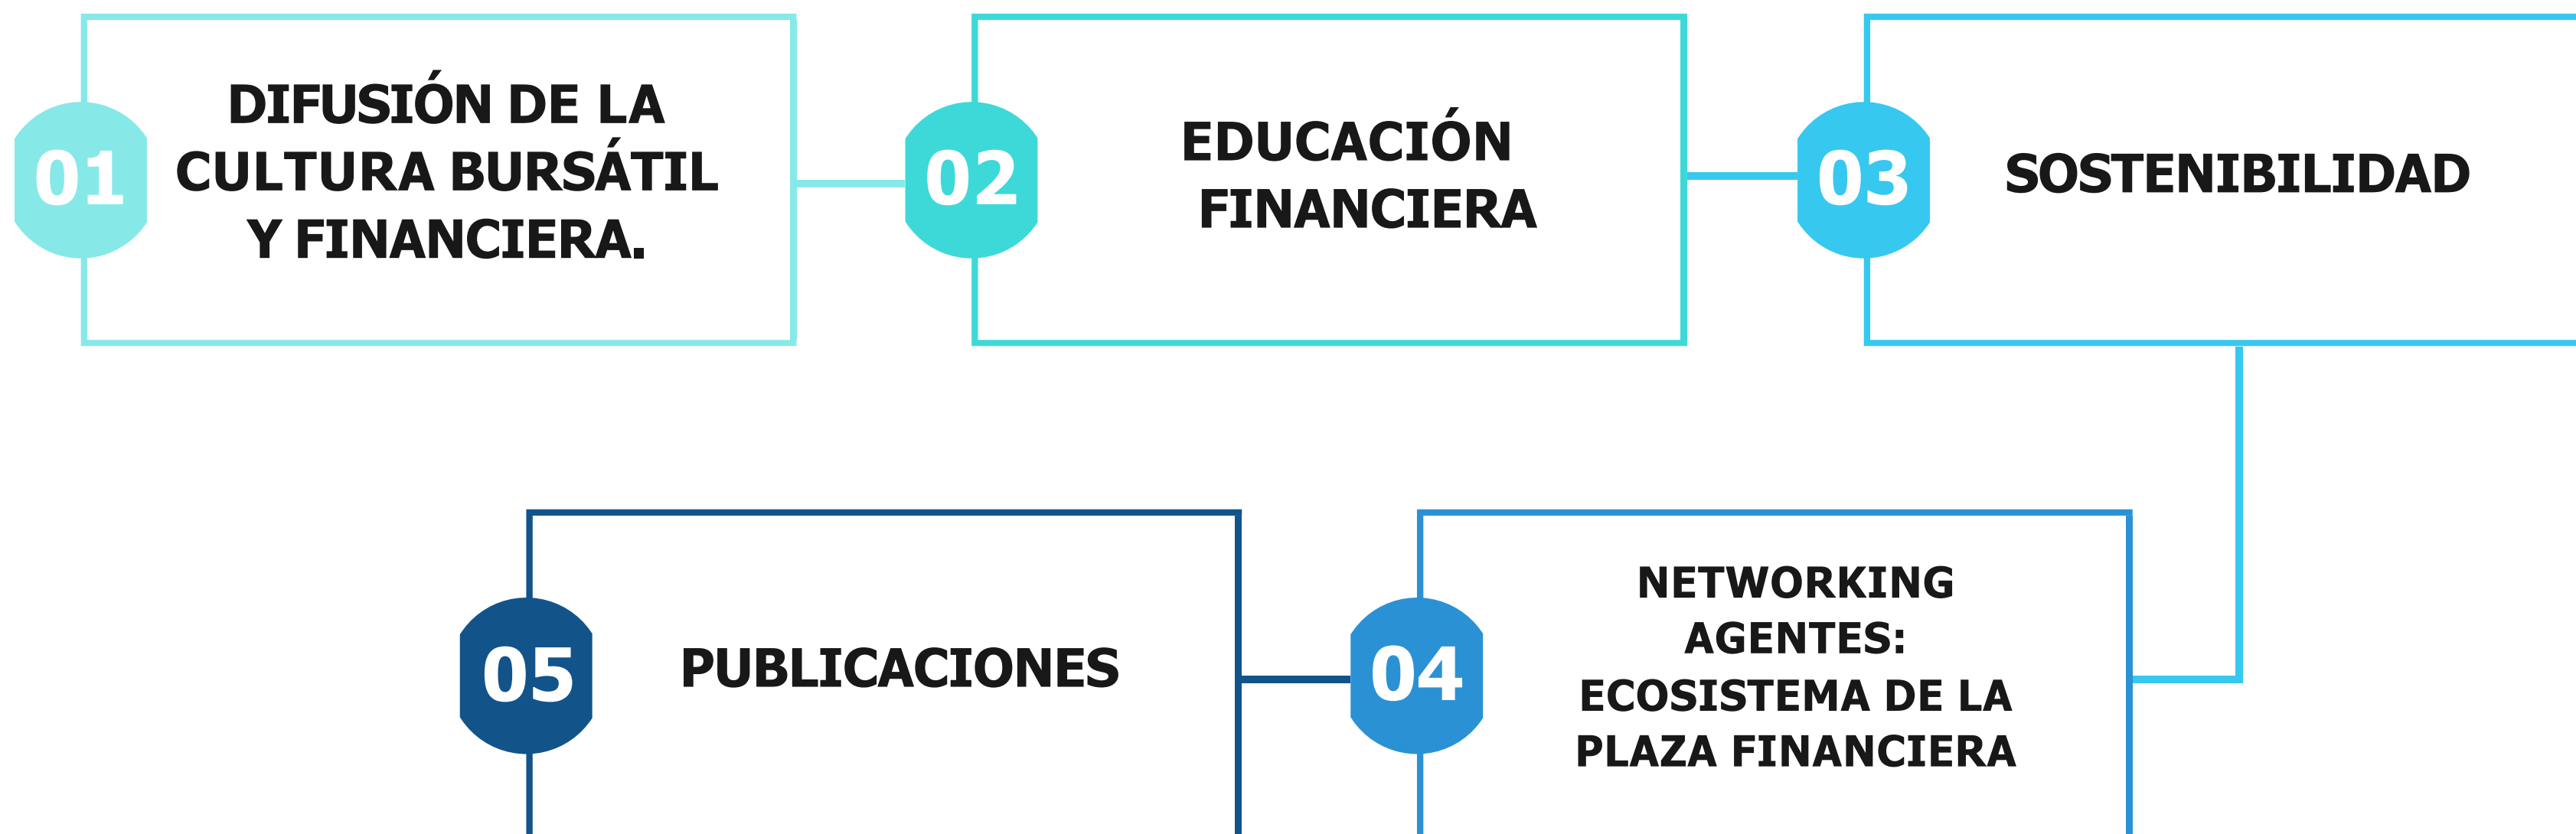 01
DIFUSIÓN DE LA
CULTURA BURSÁTIL
Y FINANCIERA.
02
EDUCACIÓN
FINANCIERA
03
SOSTENIBILIDAD
04
NETWORKING
AGENTES:
ECOSISTEMA DE LA
PLAZA FINANCIERA
05
PUBLICACIONES